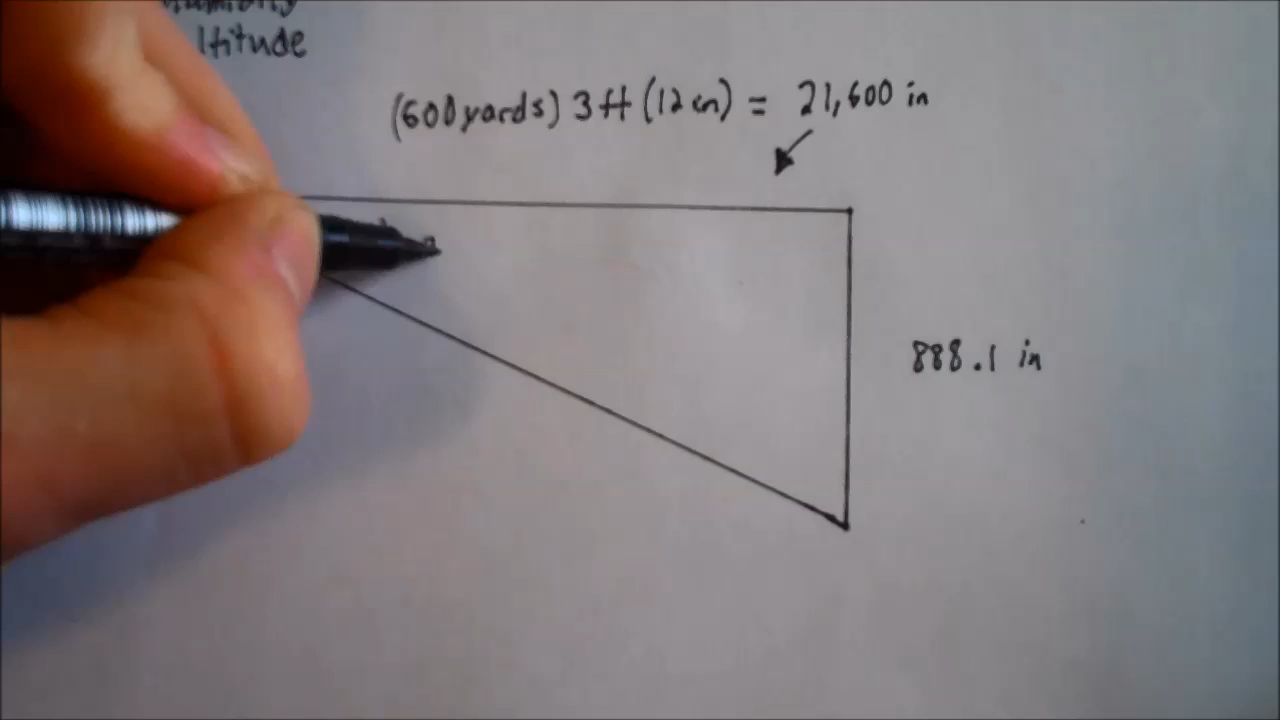 ltitude
(600 yards) 3 ft (12 in) = 21,600 in
888.1 in